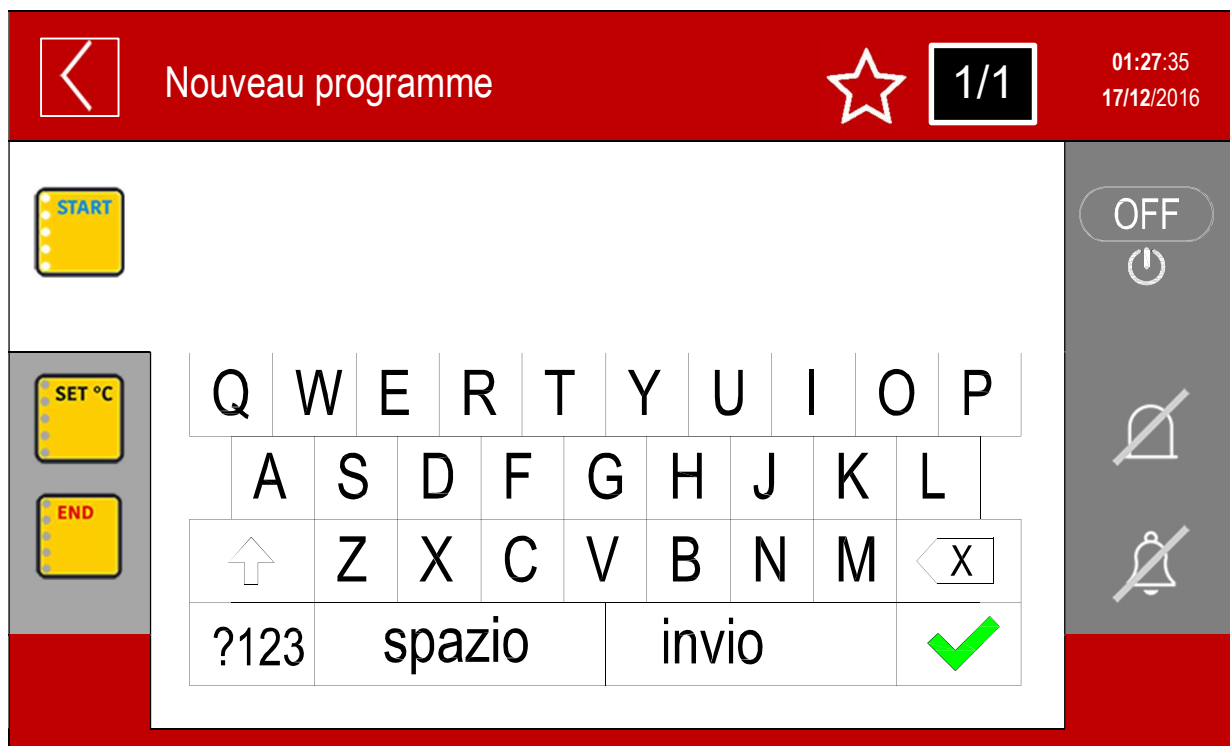 Nouveau programme
1/1
01:27:35
17/12/2016
START
OFF
SET °C
END
Q W E R T Y U I O P
A S D F G H J K L
Z X C V B N M X
?123 spazio invio